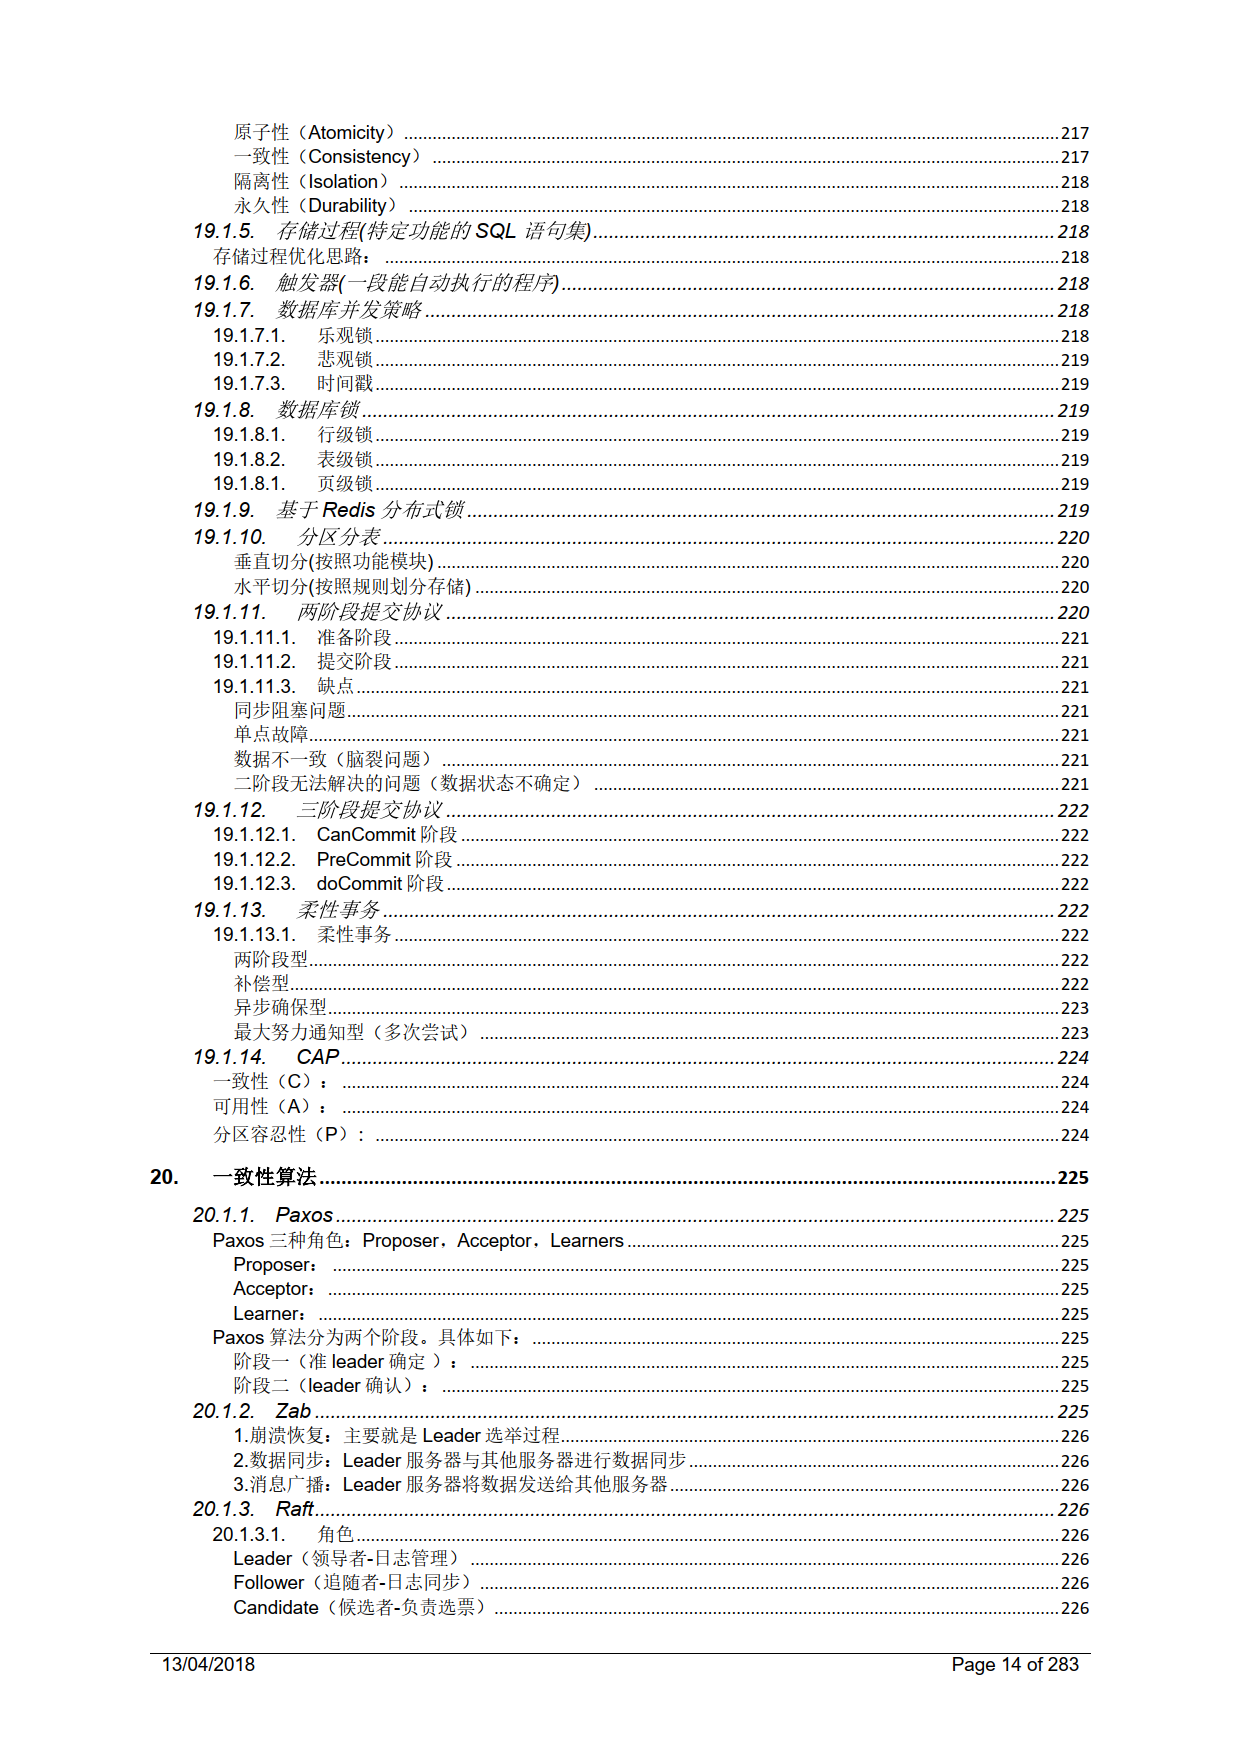 原子性（Atomicity） ........ 217
一致性（Consistency） ........ 217
隔离性（Isolation） ........ 218
永久性（Durability） ........ 218
19.1.5. 存储过程(特定功能的 SQL 语句集) ........ 218
存储过程优化思路： ........ 218
19.1.6. 触发器(一段能自动执行的程序) ........ 218
19.1.7. 数据库并发策略 ........ 218
19.1.7.1. 乐观锁 ........ 218
19.1.7.2. 悲观锁 ........ 219
19.1.7.3. 时间戳 ........ 219
19.1.8. 数据库锁 ........ 219
19.1.8.1. 行级锁 ........ 219
19.1.8.2. 表级锁 ........ 219
19.1.8.1. 页级锁 ........ 219
19.1.9. 基于 Redis 分布式锁 ........ 219
19.1.10. 分区分表 ........ 220
垂直切分(按照功能模块) ........ 220
水平切分(按照规则划分存储) ........ 220
19.1.11. 两阶段提交协议 ........ 220
19.1.11.1. 准备阶段 ........ 221
19.1.11.2. 提交阶段 ........ 221
19.1.11.3. 缺点 ........ 221
同步阻塞问题 ........ 221
单点故障 ........ 221
数据不一致（脑裂问题） ........ 221
二阶段无法解决的问题（数据状态不确定） ........ 221
19.1.12. 三阶段提交协议 ........ 222
19.1.12.1. CanCommit 阶段 ........ 222
19.1.12.2. PreCommit 阶段 ........ 222
19.1.12.3. doCommit 阶段 ........ 222
19.1.13. 柔性事务 ........ 222
19.1.13.1. 柔性事务 ........ 222
两阶段型 ........ 222
补偿型 ........ 222
异步确保型 ........ 223
最大努力通知型（多次尝试） ........ 223
19.1.14. CAP ........ 224
一致性（C）： ........ 224
可用性（A）： ........ 224
分区容忍性（P）: ........ 224
20. 一致性算法 ........ 225
20.1.1. Paxos ........ 225
Paxos 三种角色：Proposer，Acceptor，Learners ........ 225
Proposer： ........ 225
Acceptor： ........ 225
Learner： ........ 225
Paxos 算法分为两个阶段。具体如下： ........ 225
阶段一（准 leader 确定 ）： ........ 225
阶段二（leader 确认）： ........ 225
20.1.2. Zab ........ 225
1.崩溃恢复：主要就是 Leader 选举过程 ........ 226
2.数据同步：Leader 服务器与其他服务器进行数据同步 ........ 226
3.消息广播：Leader 服务器将数据发送给其他服务器 ........ 226
20.1.3. Raft ........ 226
20.1.3.1. 角色 ........ 226
Leader（领导者-日志管理） ........ 226
Follower（追随者-日志同步） ........ 226
Candidate（候选者-负责选票） ........ 226
13/04/2018 Page 14 of 283